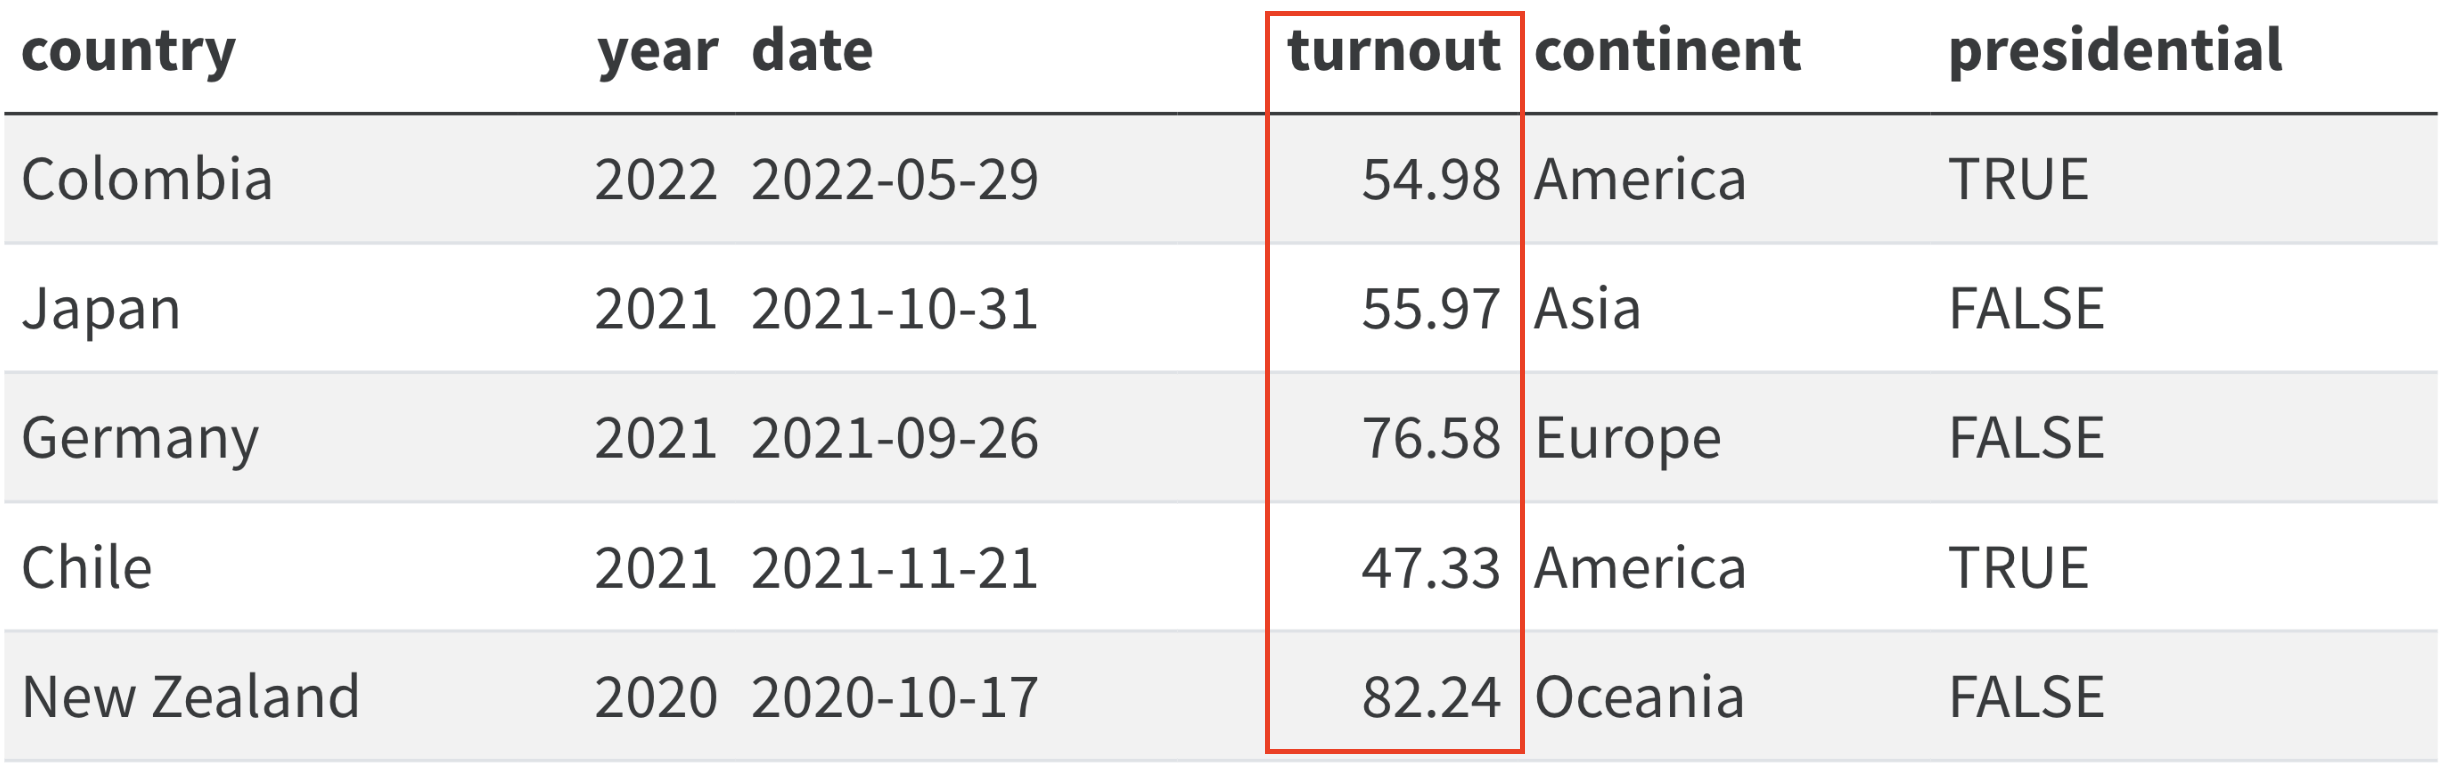 country year date turnout continent presidential
Colombia 2022 2022-05-29 54.98 America TRUE
Japan 2021 2021-10-31 55.97 Asia FALSE
Germany 2021 2021-09-26 76.58 Europe FALSE
Chile 2021 2021-11-21 47.33 America TRUE
New Zealand 2020 2020-10-17 82.24 Oceania FALSE